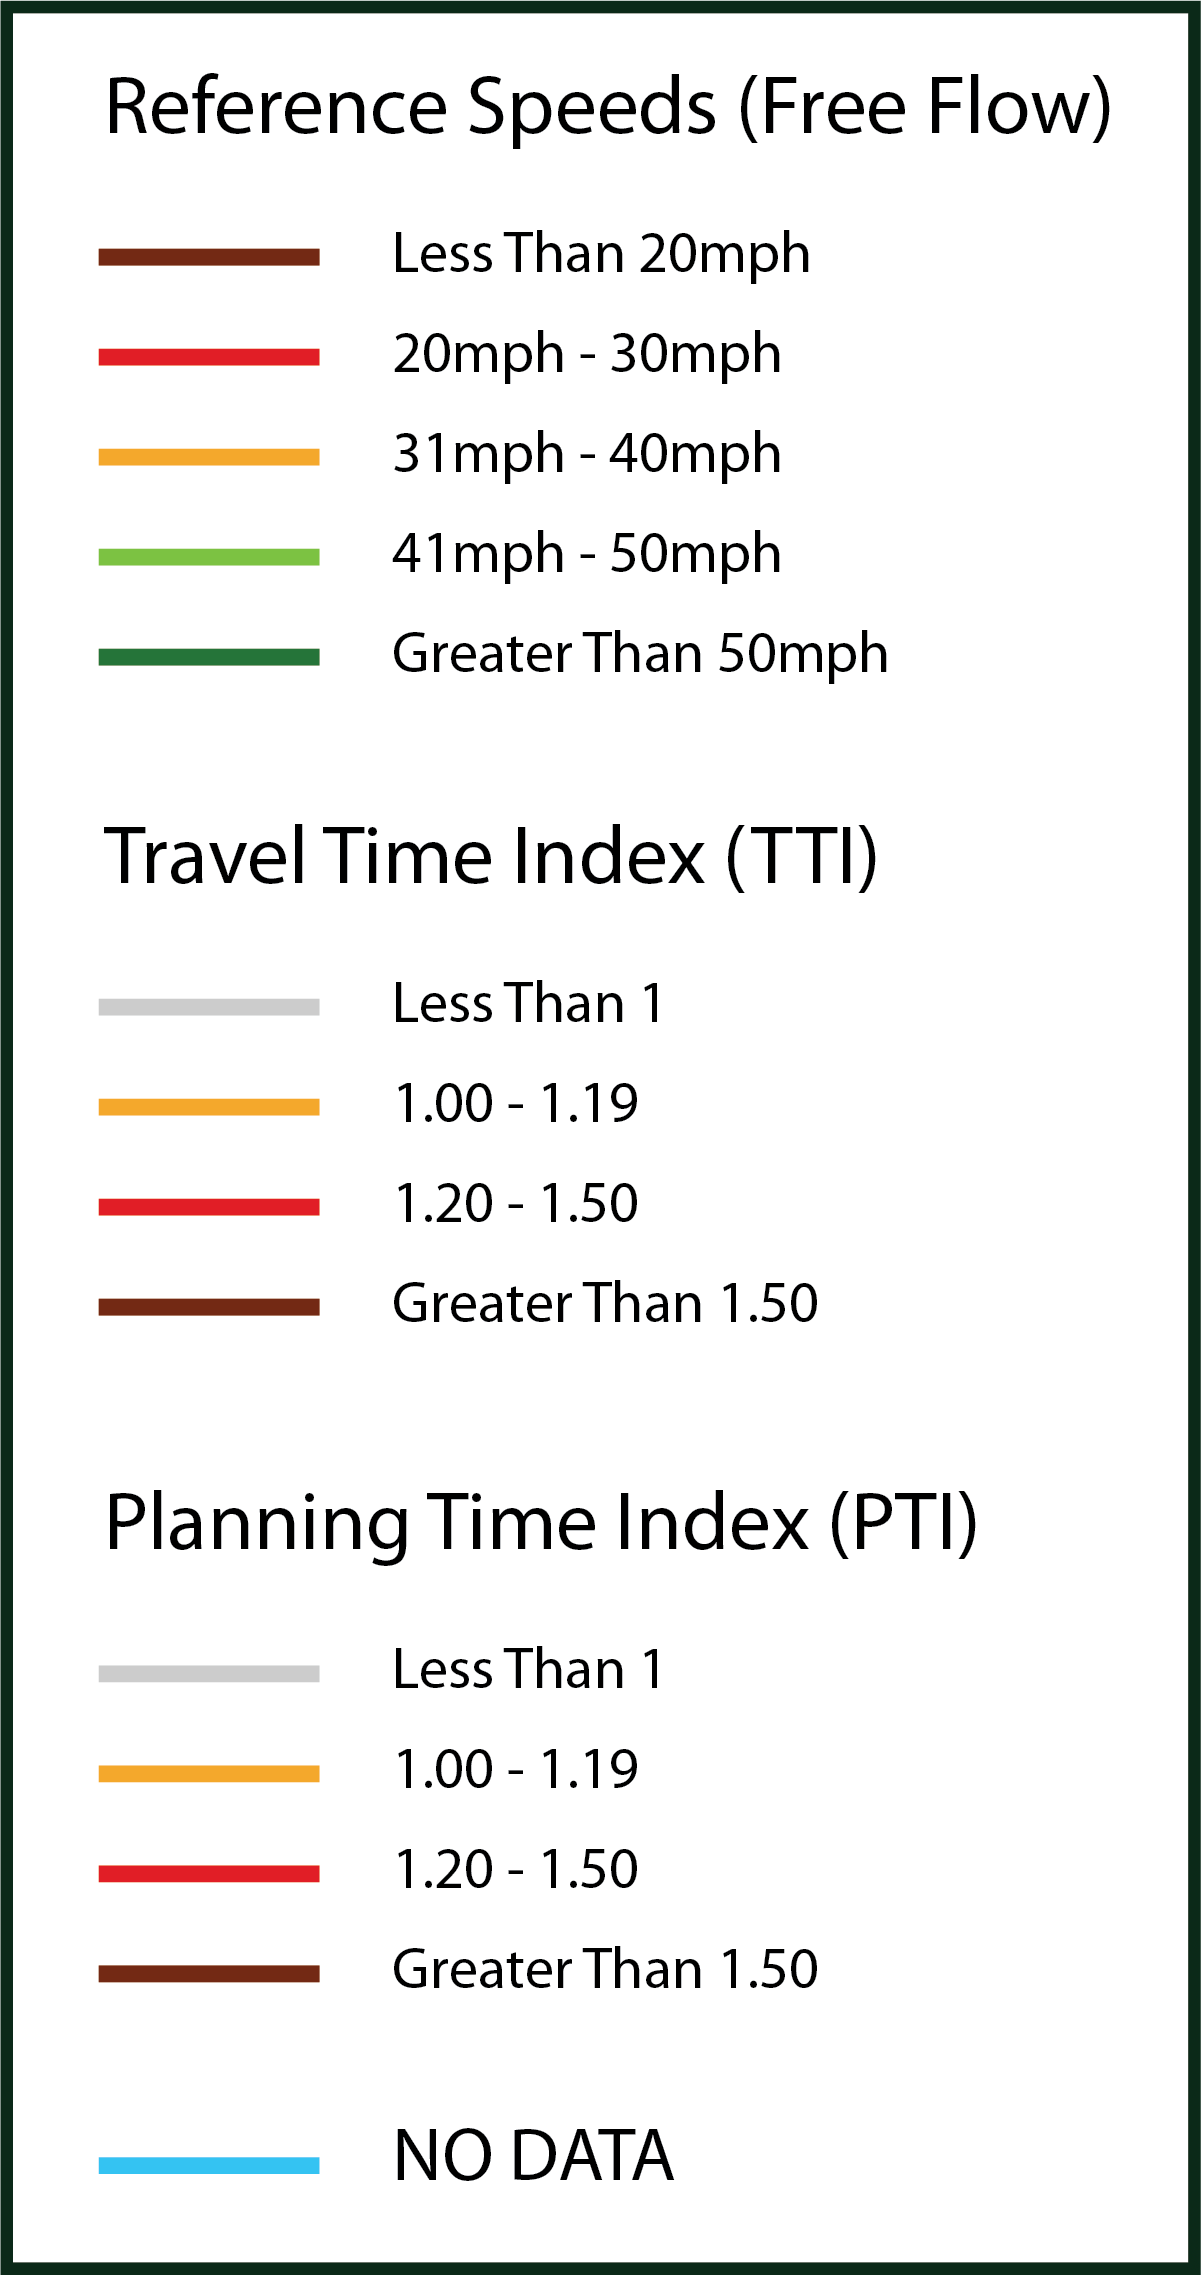 Reference Speeds (Free Flow)
Less Than 20mph
20mph - 30mph
31mph - 40mph
41mph - 50mph
Greater Than 50mph
Travel Time Index (TTI)
Less Than 1
1.00 - 1.19
1.20 - 1.50
Greater Than 1.50
Planning Time Index (PTI)
Less Than 1
1.00 - 1.19
1.20 - 1.50
Greater Than 1.50
NO DATA